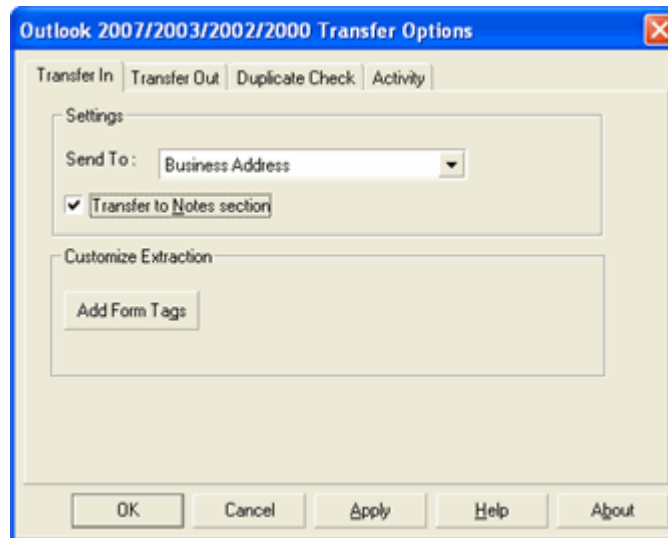 Outlook 2007/2003/2002/2000 Transfer Options
Transfer In Transfer Out Duplicate Check Activity
Settings
Send To : Business Address
Transfer to Notes section
Customize Extraction
Add Form Tags
OK Cancel Apply Help About